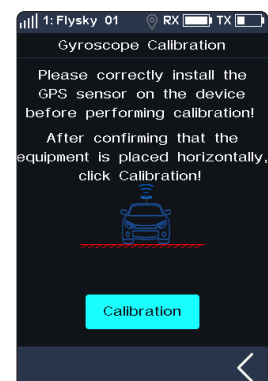 1: Flysky 01 RX TX
Gyroscope Calibration
Please correctly install the
GPS sensor on the device
before performing calibration!
After confirming that the
equipment is placed horizontally,
click Calibration!
Calibration